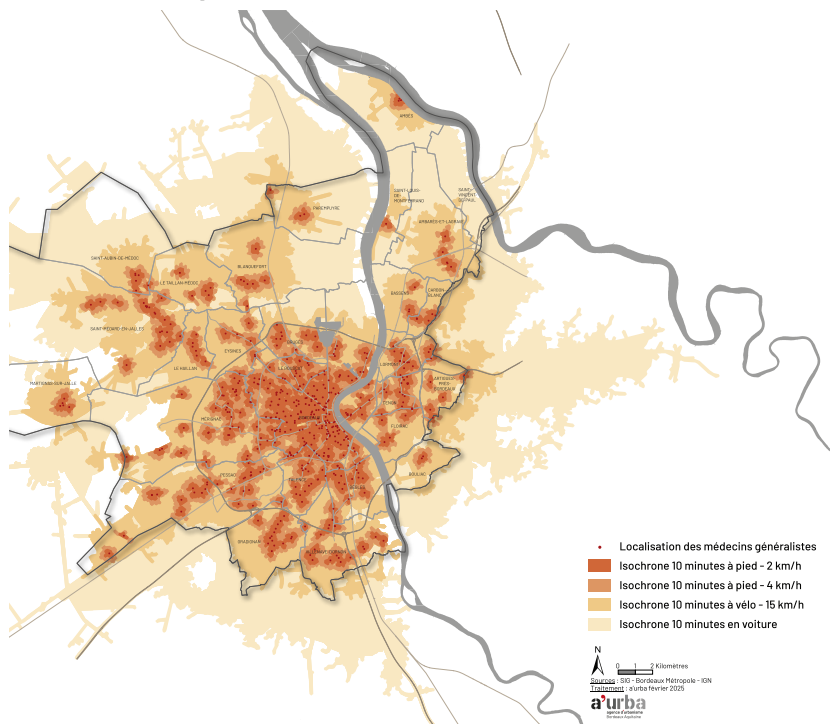 AMBÈS
SAINT-LOUIS-
DE-
MONTFERRAND
SAINT-
VINCENT-
DE-PAUL
PAREMPUYRE
AMBARÈS-ET-LAGRAVE
SAINT-AUBIN-DE-MÉDOC
BLANQUEFORT
LE TAILLAN-MÉDOC
BASSENS
CARBON-
BLANC
SAINT-MÉDARD-EN-JALLES
BRUGES
EYSINES
LORMONT
LE HAILLAN
LE BOUSCAT
ARTIGUES-
PRÈS-
BORDEAUX
MARTIGNAS-SUR-JALLE
CENON
MÉRIGNAC
BORDEAUX
FLOIRAC
PESSAC
BOULIAC
TALENCE
BÈGLES
GRADIGNAN
VILLENAVE-D'ORNON
Localisation des médecins généralistes
Isochrone 10 minutes à pied - 2 km/h
Isochrone 10 minutes à pied - 4 km/h
Isochrone 10 minutes à vélo - 15 km/h
Isochrone 10 minutes en voiture
N
0 1 2 Kilomètres
Sources : SIG - Bordeaux Métropole - IGN
Traitement : a'urba février 2025
a'urba
agence d'urbanisme
Bordeaux Aquitaine